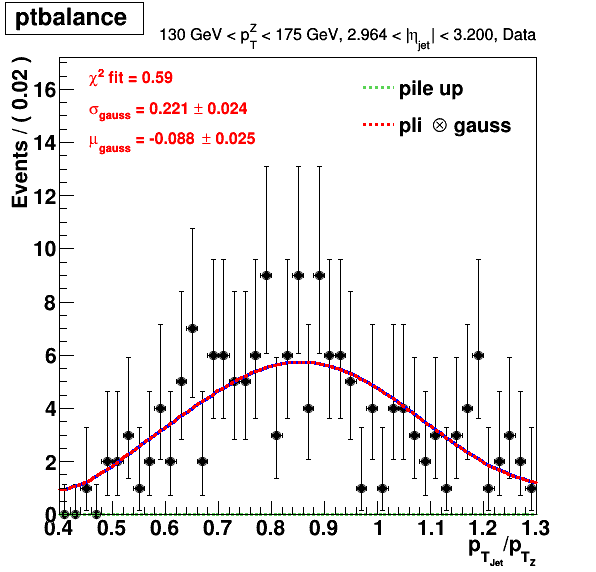 ptbalance
130 GeV < p_T^Z < 175 GeV, 2.964 < |η_jet| < 3.200, Data
χ² fit = 0.59
σ_gauss = 0.221 ± 0.024
μ_gauss = -0.088 ± 0.025
pile up
pli ⊗ gauss
Events / ( 0.02 )
16
14
12
10
8
6
4
2
0
0.4 0.5 0.6 0.7 0.8 0.9 1 1.1 1.2 1.3
p_T_Jet/p_T_Z